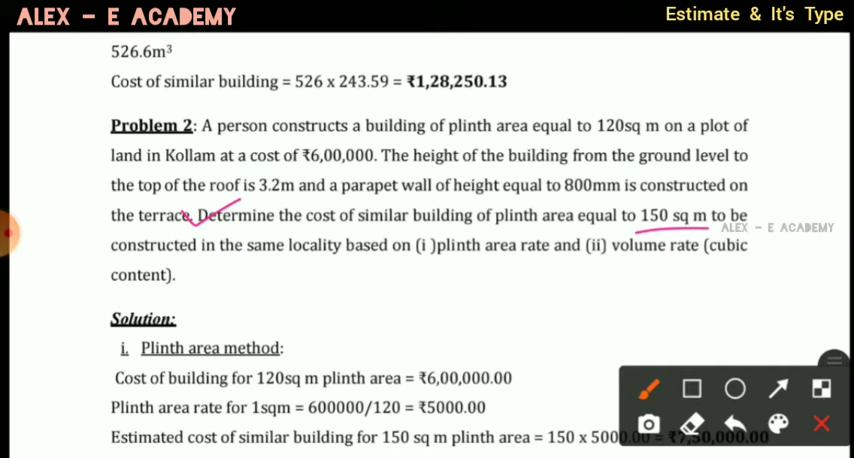 ALEX - E ACADEMY
Estimate & It's Type
526.6m³
Cost of similar building = 526 x 243.59 = ₹1,28,250.13
Problem 2: A person constructs a building of plinth area equal to 120sq m on a plot of
land in Kollam at a cost of ₹6,00,000. The height of the building from the ground level to
the top of the roof is 3.2m and a parapet wall of height equal to 800mm is constructed on
the terrace. Determine the cost of similar building of plinth area equal to 150 sq m to be
ALEX - E ACADEMY
constructed in the same locality based on (i )plinth area rate and (ii) volume rate (cubic
content).
Solution:
i. Plinth area method:
Cost of building for 120sq m plinth area = ₹6,00,000.00
Plinth area rate for 1sqm = 600000/120 = ₹5000.00
Estimated cost of similar building for 150 sq m plinth area = 150 x 5000.00 = ₹7,50,000.00